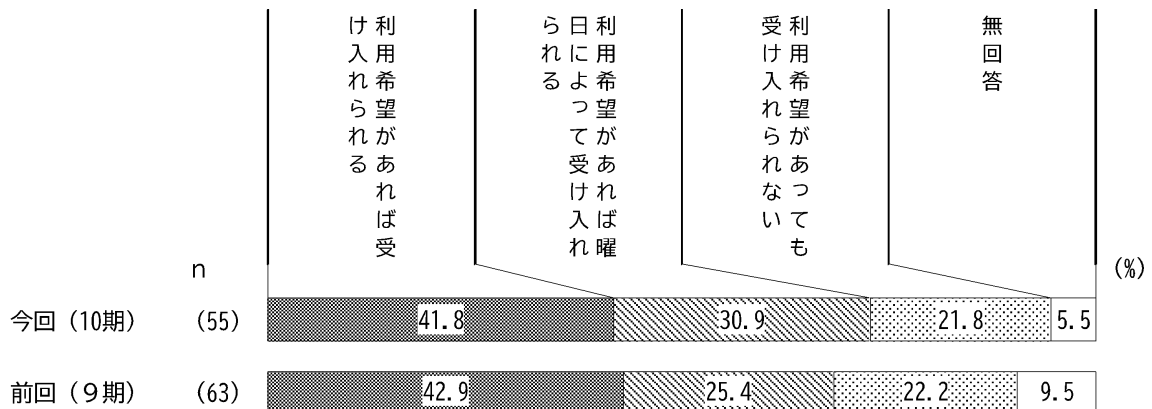 利用希望があれば受
け入れられる
利用希望があれば曜
日によって受け入れ
られる
利用希望があっても
受け入れられない
無回答
n
(%)
今回（10期） (55) 41.8 30.9 21.8 5.5
前回（９期） (63) 42.9 25.4 22.2 9.5